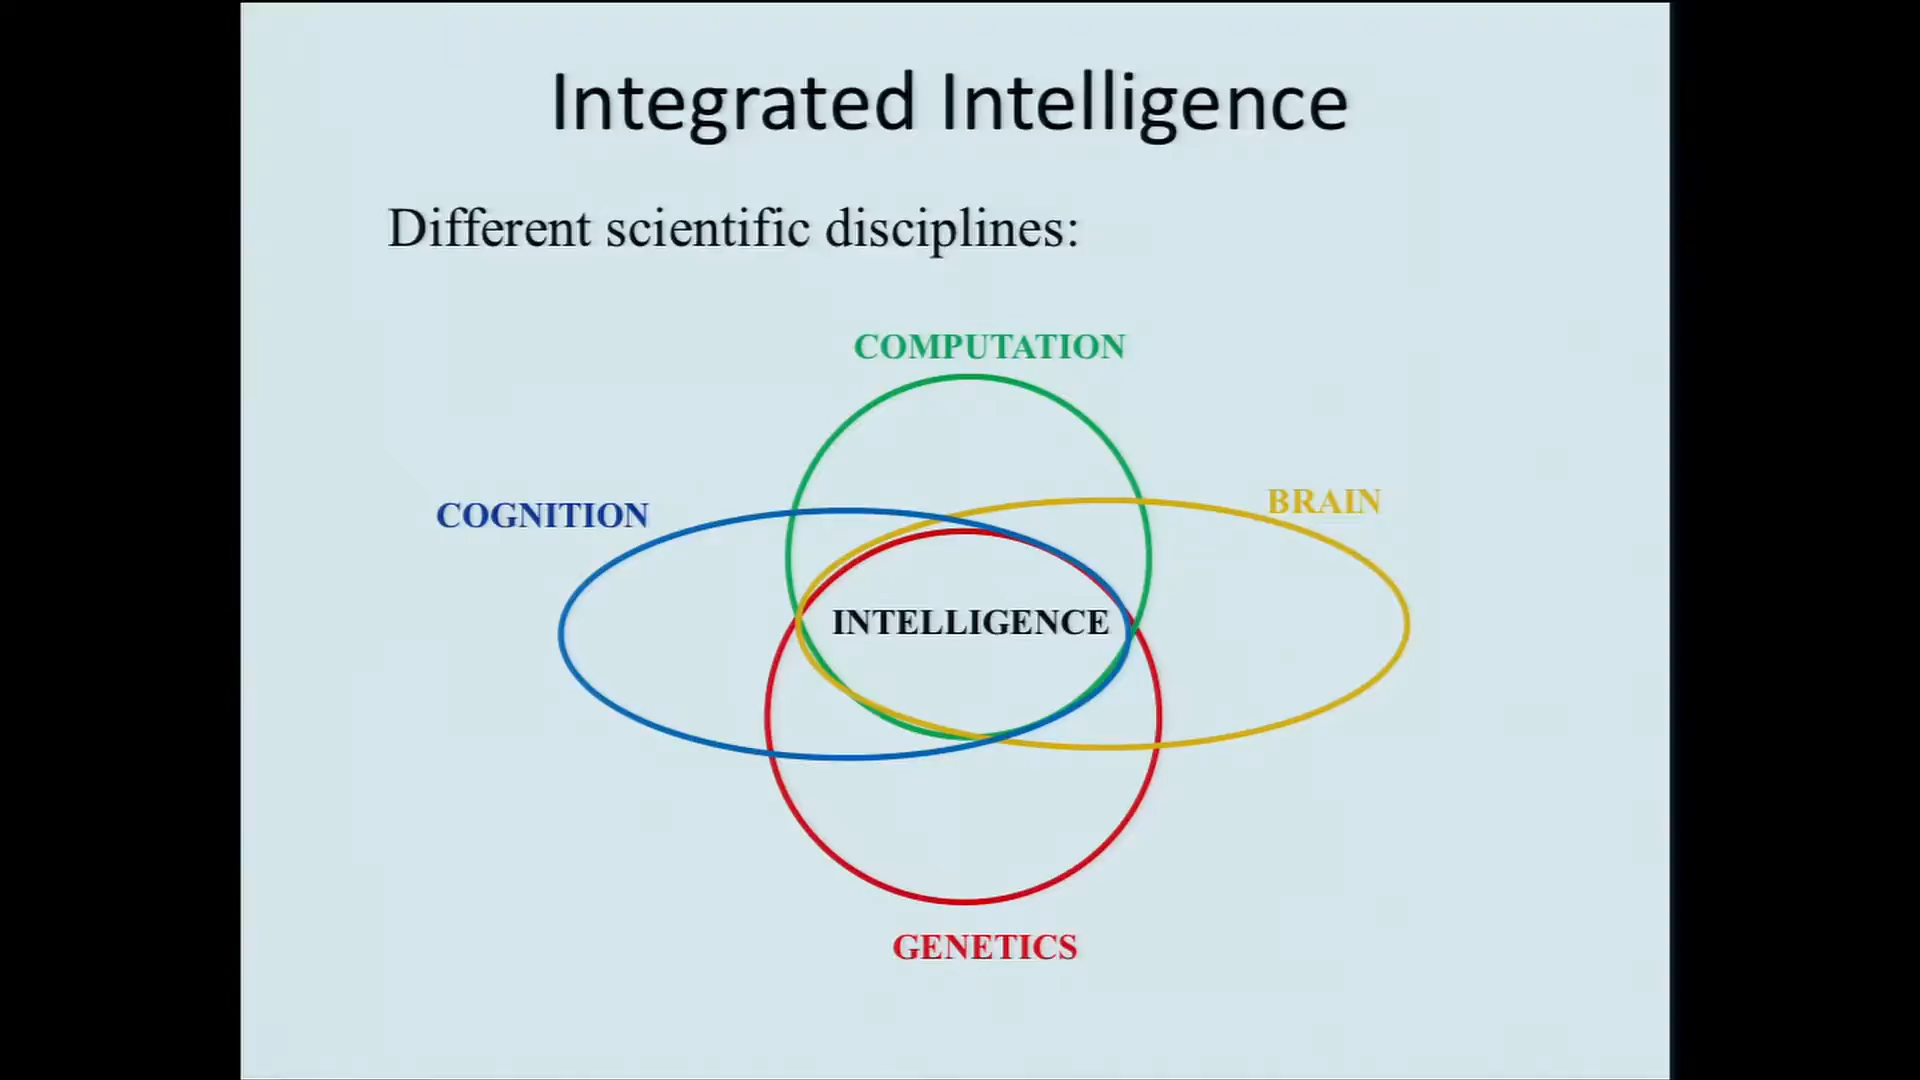 Integrated Intelligence
Different scientific disciplines:
COMPUTATION
COGNITION
BRAIN
INTELLIGENCE
GENETICS